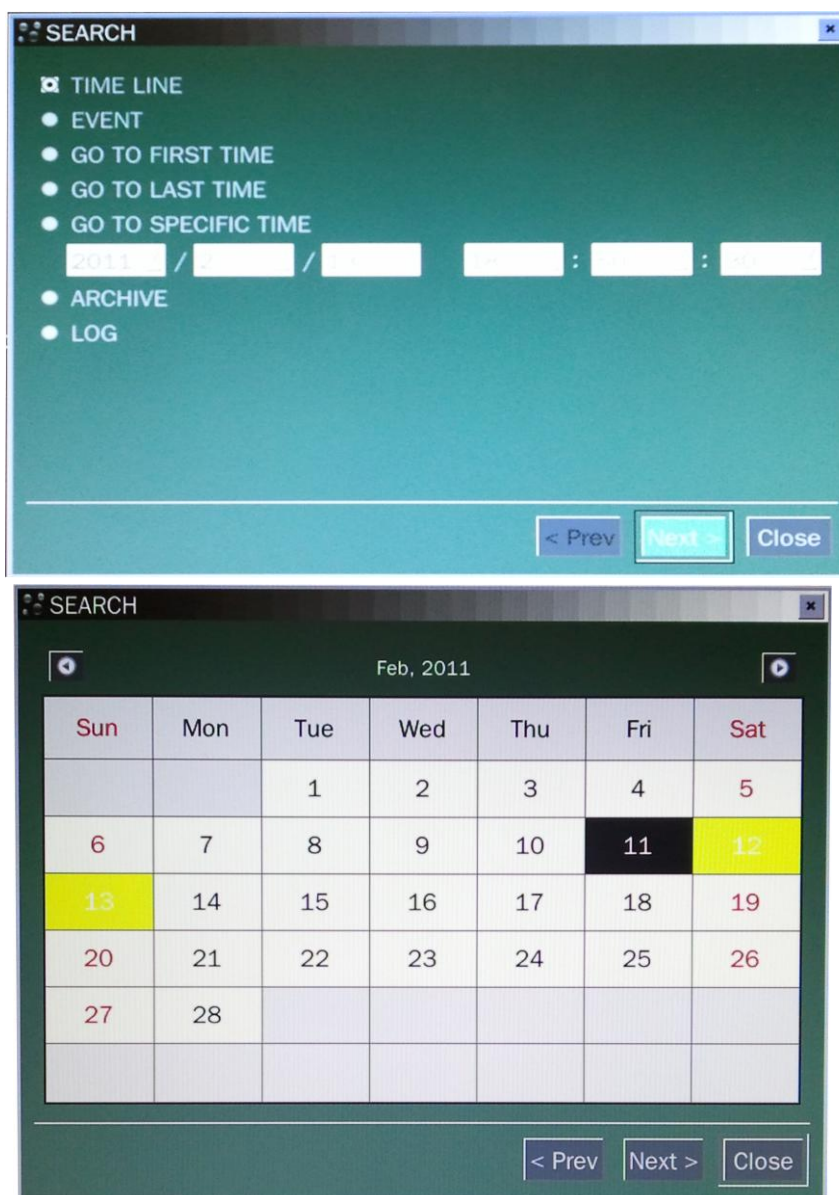 SEARCH
TIME LINE
EVENT
GO TO FIRST TIME
GO TO LAST TIME
GO TO SPECIFIC TIME
2011 / 2 / : :
ARCHIVE
LOG
< Prev Next > Close
SEARCH
Feb, 2011
Sun Mon Tue Wed Thu Fri Sat
1 2 3 4 5
6 7 8 9 10 11 12
13 14 15 16 17 18 19
20 21 22 23 24 25 26
27 28
< Prev Next > Close